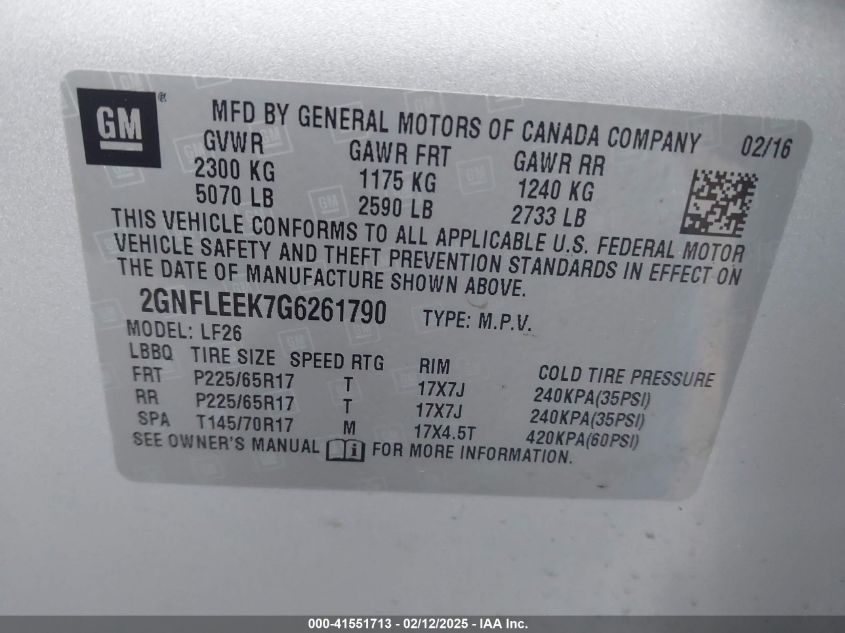 GM ®
MFD BY GENERAL MOTORS OF CANADA COMPANY 02/16
GVWR GAWR FRT GAWR RR
2300 KG 1175 KG 1240 KG
5070 LB 2590 LB 2733 LB
THIS VEHICLE CONFORMS TO ALL APPLICABLE U.S. FEDERAL MOTOR
VEHICLE SAFETY AND THEFT PREVENTION STANDARDS IN EFFECT ON
THE DATE OF MANUFACTURE SHOWN ABOVE.
2GNFLEEK7G6261790 TYPE: M.P.V.
MODEL: LF26
LBBQ TIRE SIZE SPEED RTG RIM COLD TIRE PRESSURE
FRT P225/65R17 T 17X7J 240KPA(35PSI)
RR P225/65R17 T 17X7J 240KPA(35PSI)
SPA T145/70R17 M 17X4.5T 420KPA(60PSI)
SEE OWNER'S MANUAL i FOR MORE INFORMATION.
000-41551713 - 02/12/2025 - IAA Inc.